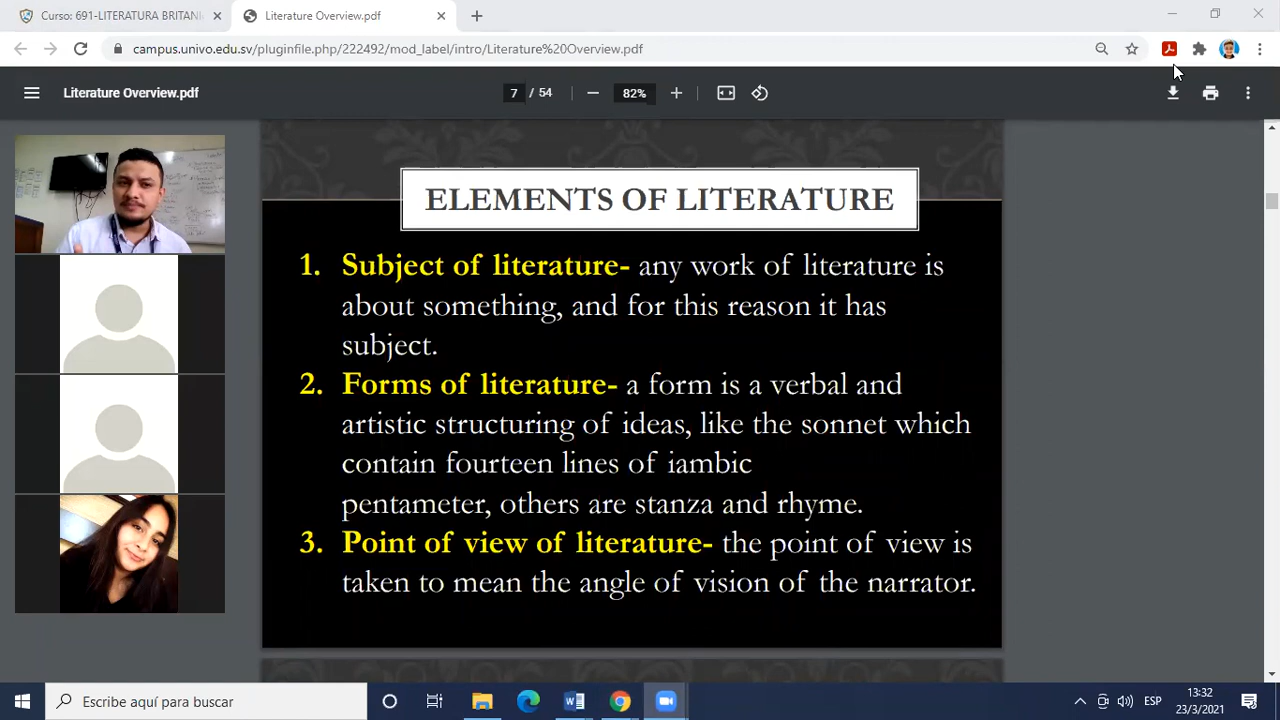 Curso: 691-LITERATURA BRITANI
Literature Overview.pdf
campus.univo.edu.sv/pluginfile.php/222492/mod_label/intro/Literature%20Overview.pdf
Literature Overview.pdf
7 / 54
82%
ELEMENTS OF LITERATURE
1. Subject of literature- any work of literature is
about something, and for this reason it has
subject.
2. Forms of literature- a form is a verbal and
artistic structuring of ideas, like the sonnet which
contain fourteen lines of iambic
pentameter, others are stanza and rhyme.
3. Point of view of literature- the point of view is
taken to mean the angle of vision of the narrator.
Escribe aquí para buscar
ESP
13:32
23/3/2021